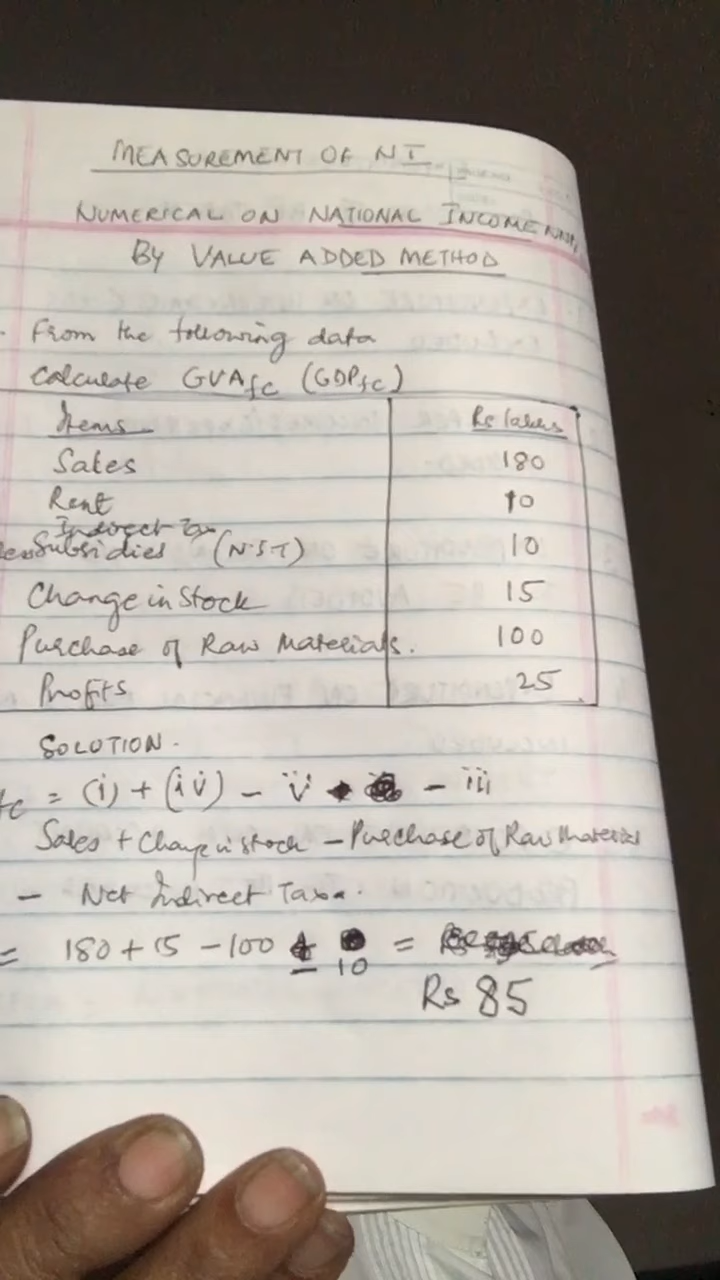 MEASUREMENT OF NI
NUMERICAL ON NATIONAL INCOME
BY VALUE ADDED METHOD
From the following data
Calculate GVAfc (GDPfc)
Items Rs lakhs
Sales 180
Rent 10
Indirect Tax
Subsidies (N.I.T) 10
Change in Stock 15
Purchase of Raw Materials. 100
Profits 25
SOLUTION.
fc = (i) + (iv) - v - iii
Sales + Change in stock - Purchase of Raw Material
- Net Indirect Taxa.
= 180 + 15 - 100 - 10 =
Rs 85